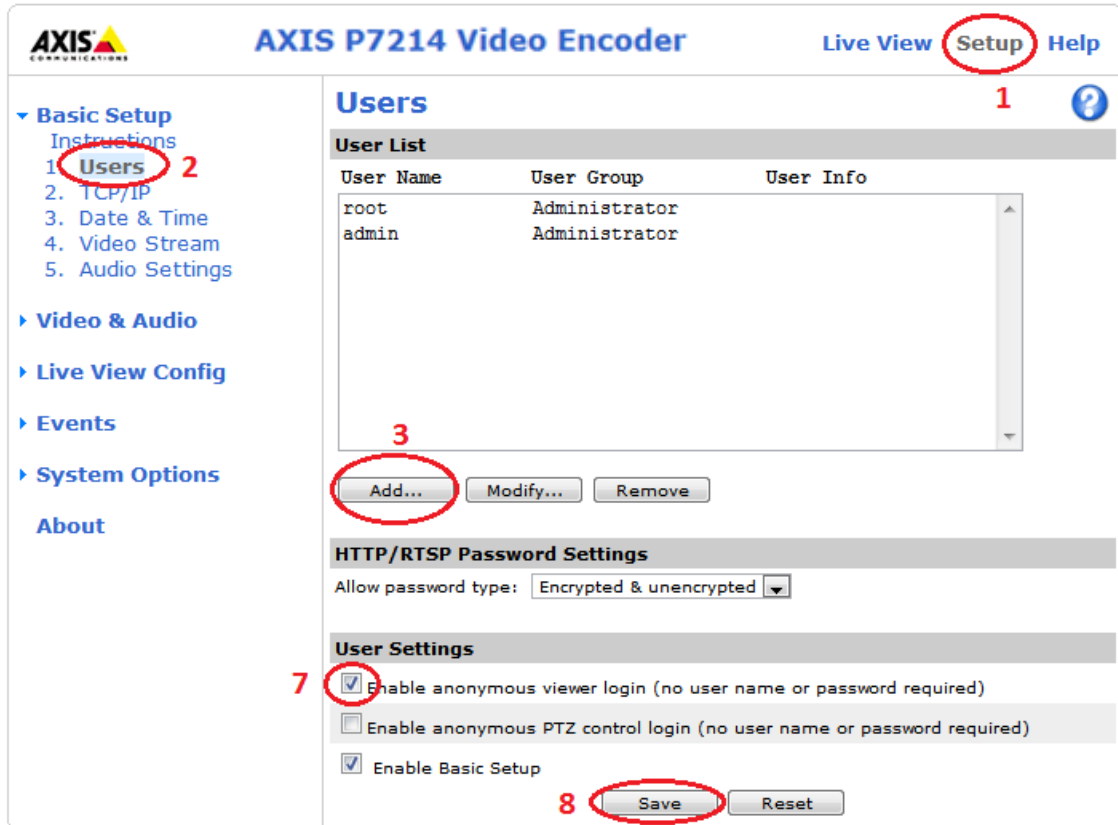 AXIS COMMUNICATIONS
AXIS P7214 Video Encoder
Live View Setup Help
1
Basic Setup
Instructions
1. Users 2
2. TCP/IP
3. Date & Time
4. Video Stream
5. Audio Settings
Video & Audio
Live View Config
Events
System Options
About
Users
?
User List
User Name User Group User Info
root Administrator
admin Administrator
3
Add... Modify... Remove
HTTP/RTSP Password Settings
Allow password type: Encrypted & unencrypted
User Settings
7 Enable anonymous viewer login (no user name or password required)
Enable anonymous PTZ control login (no user name or password required)
Enable Basic Setup
8 Save Reset